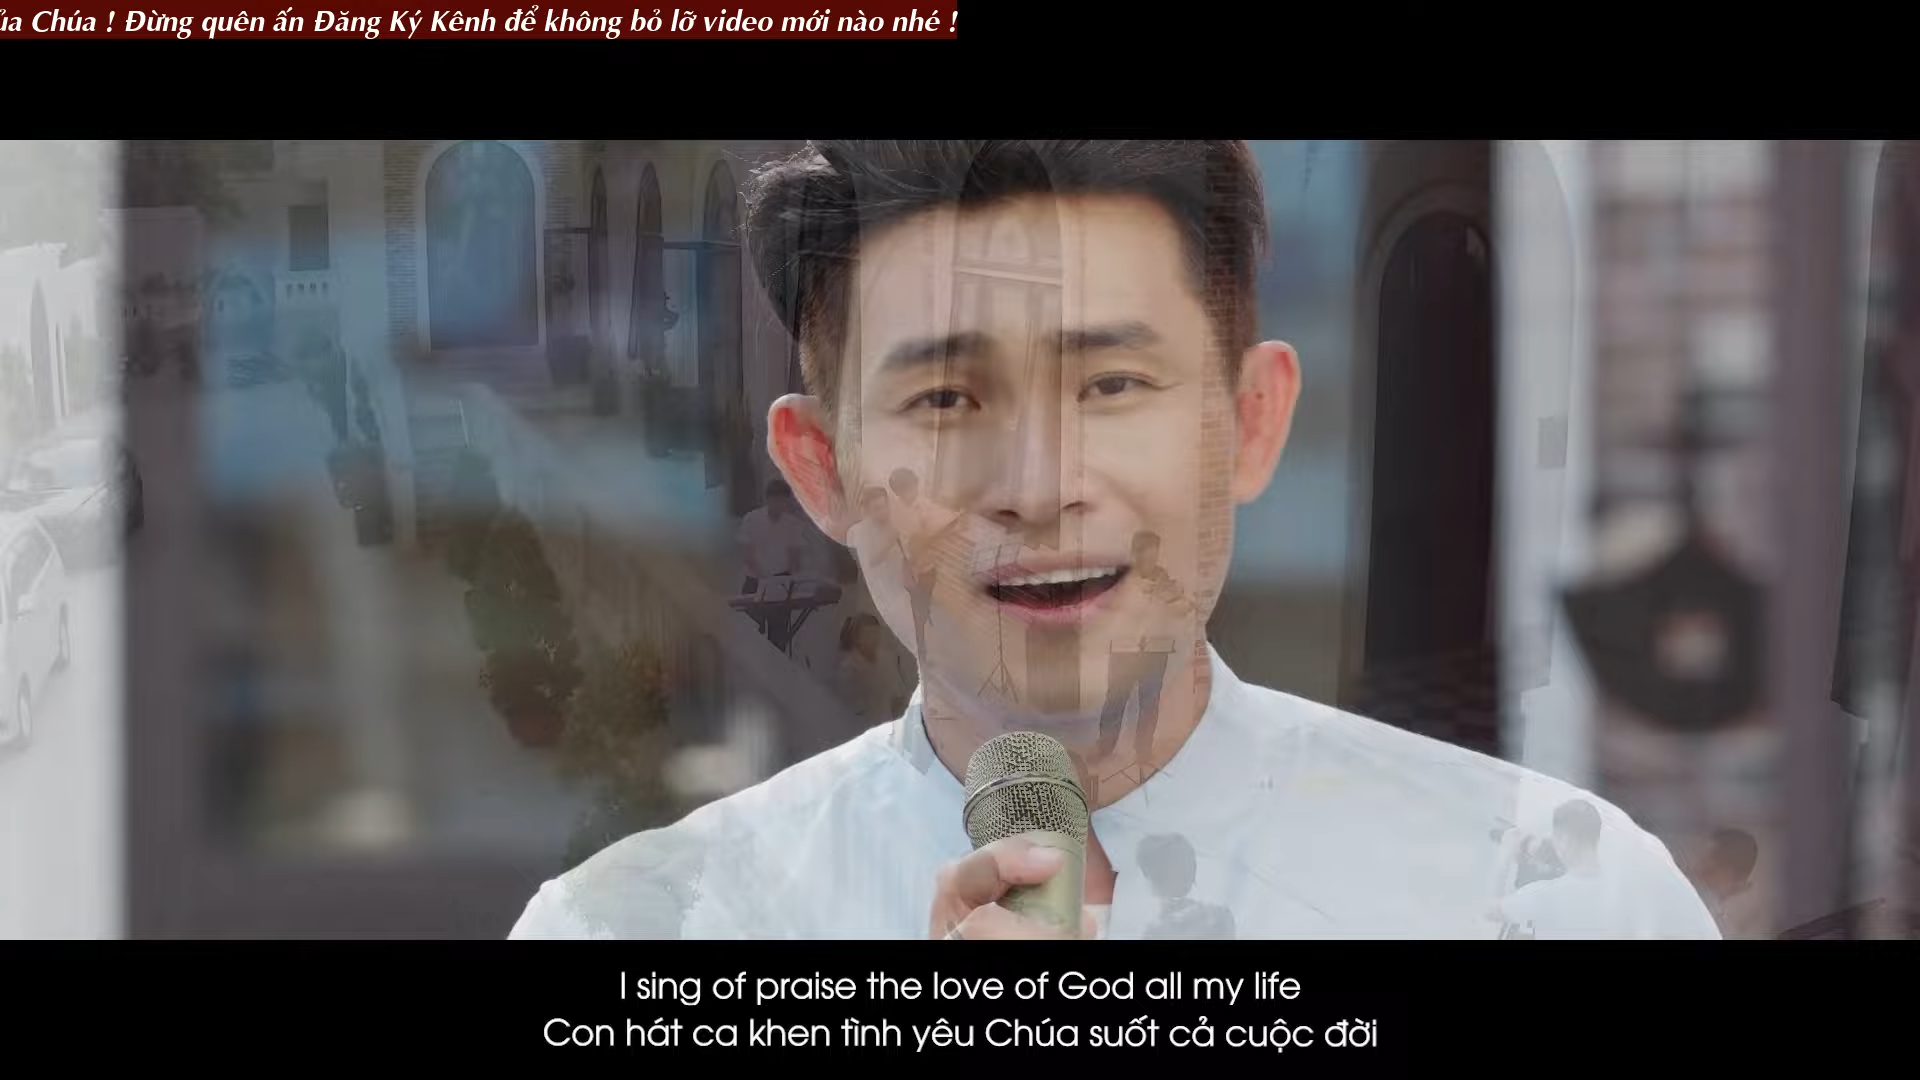 ủa Chúa ! Đừng quên ấn Đăng Ký Kênh để không bỏ lỡ video mới nào nhé !
I sing of praise the love of God all my life
Con hát ca khen tình yêu Chúa suốt cả cuộc đời